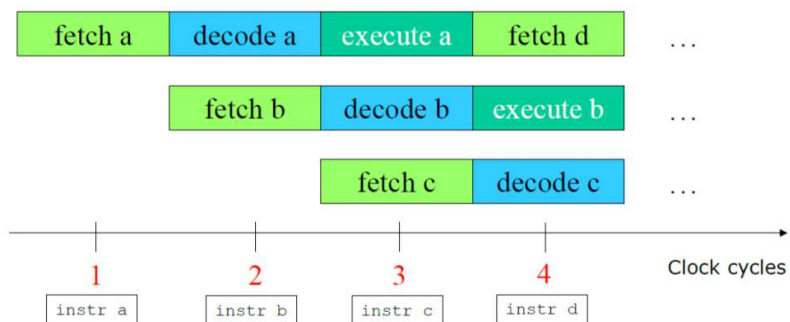 fetch a decode a execute a fetch d ...
fetch b decode b execute b ...
fetch c decode c ...
1 2 3 4 Clock cycles
instr a instr b instr c instr d